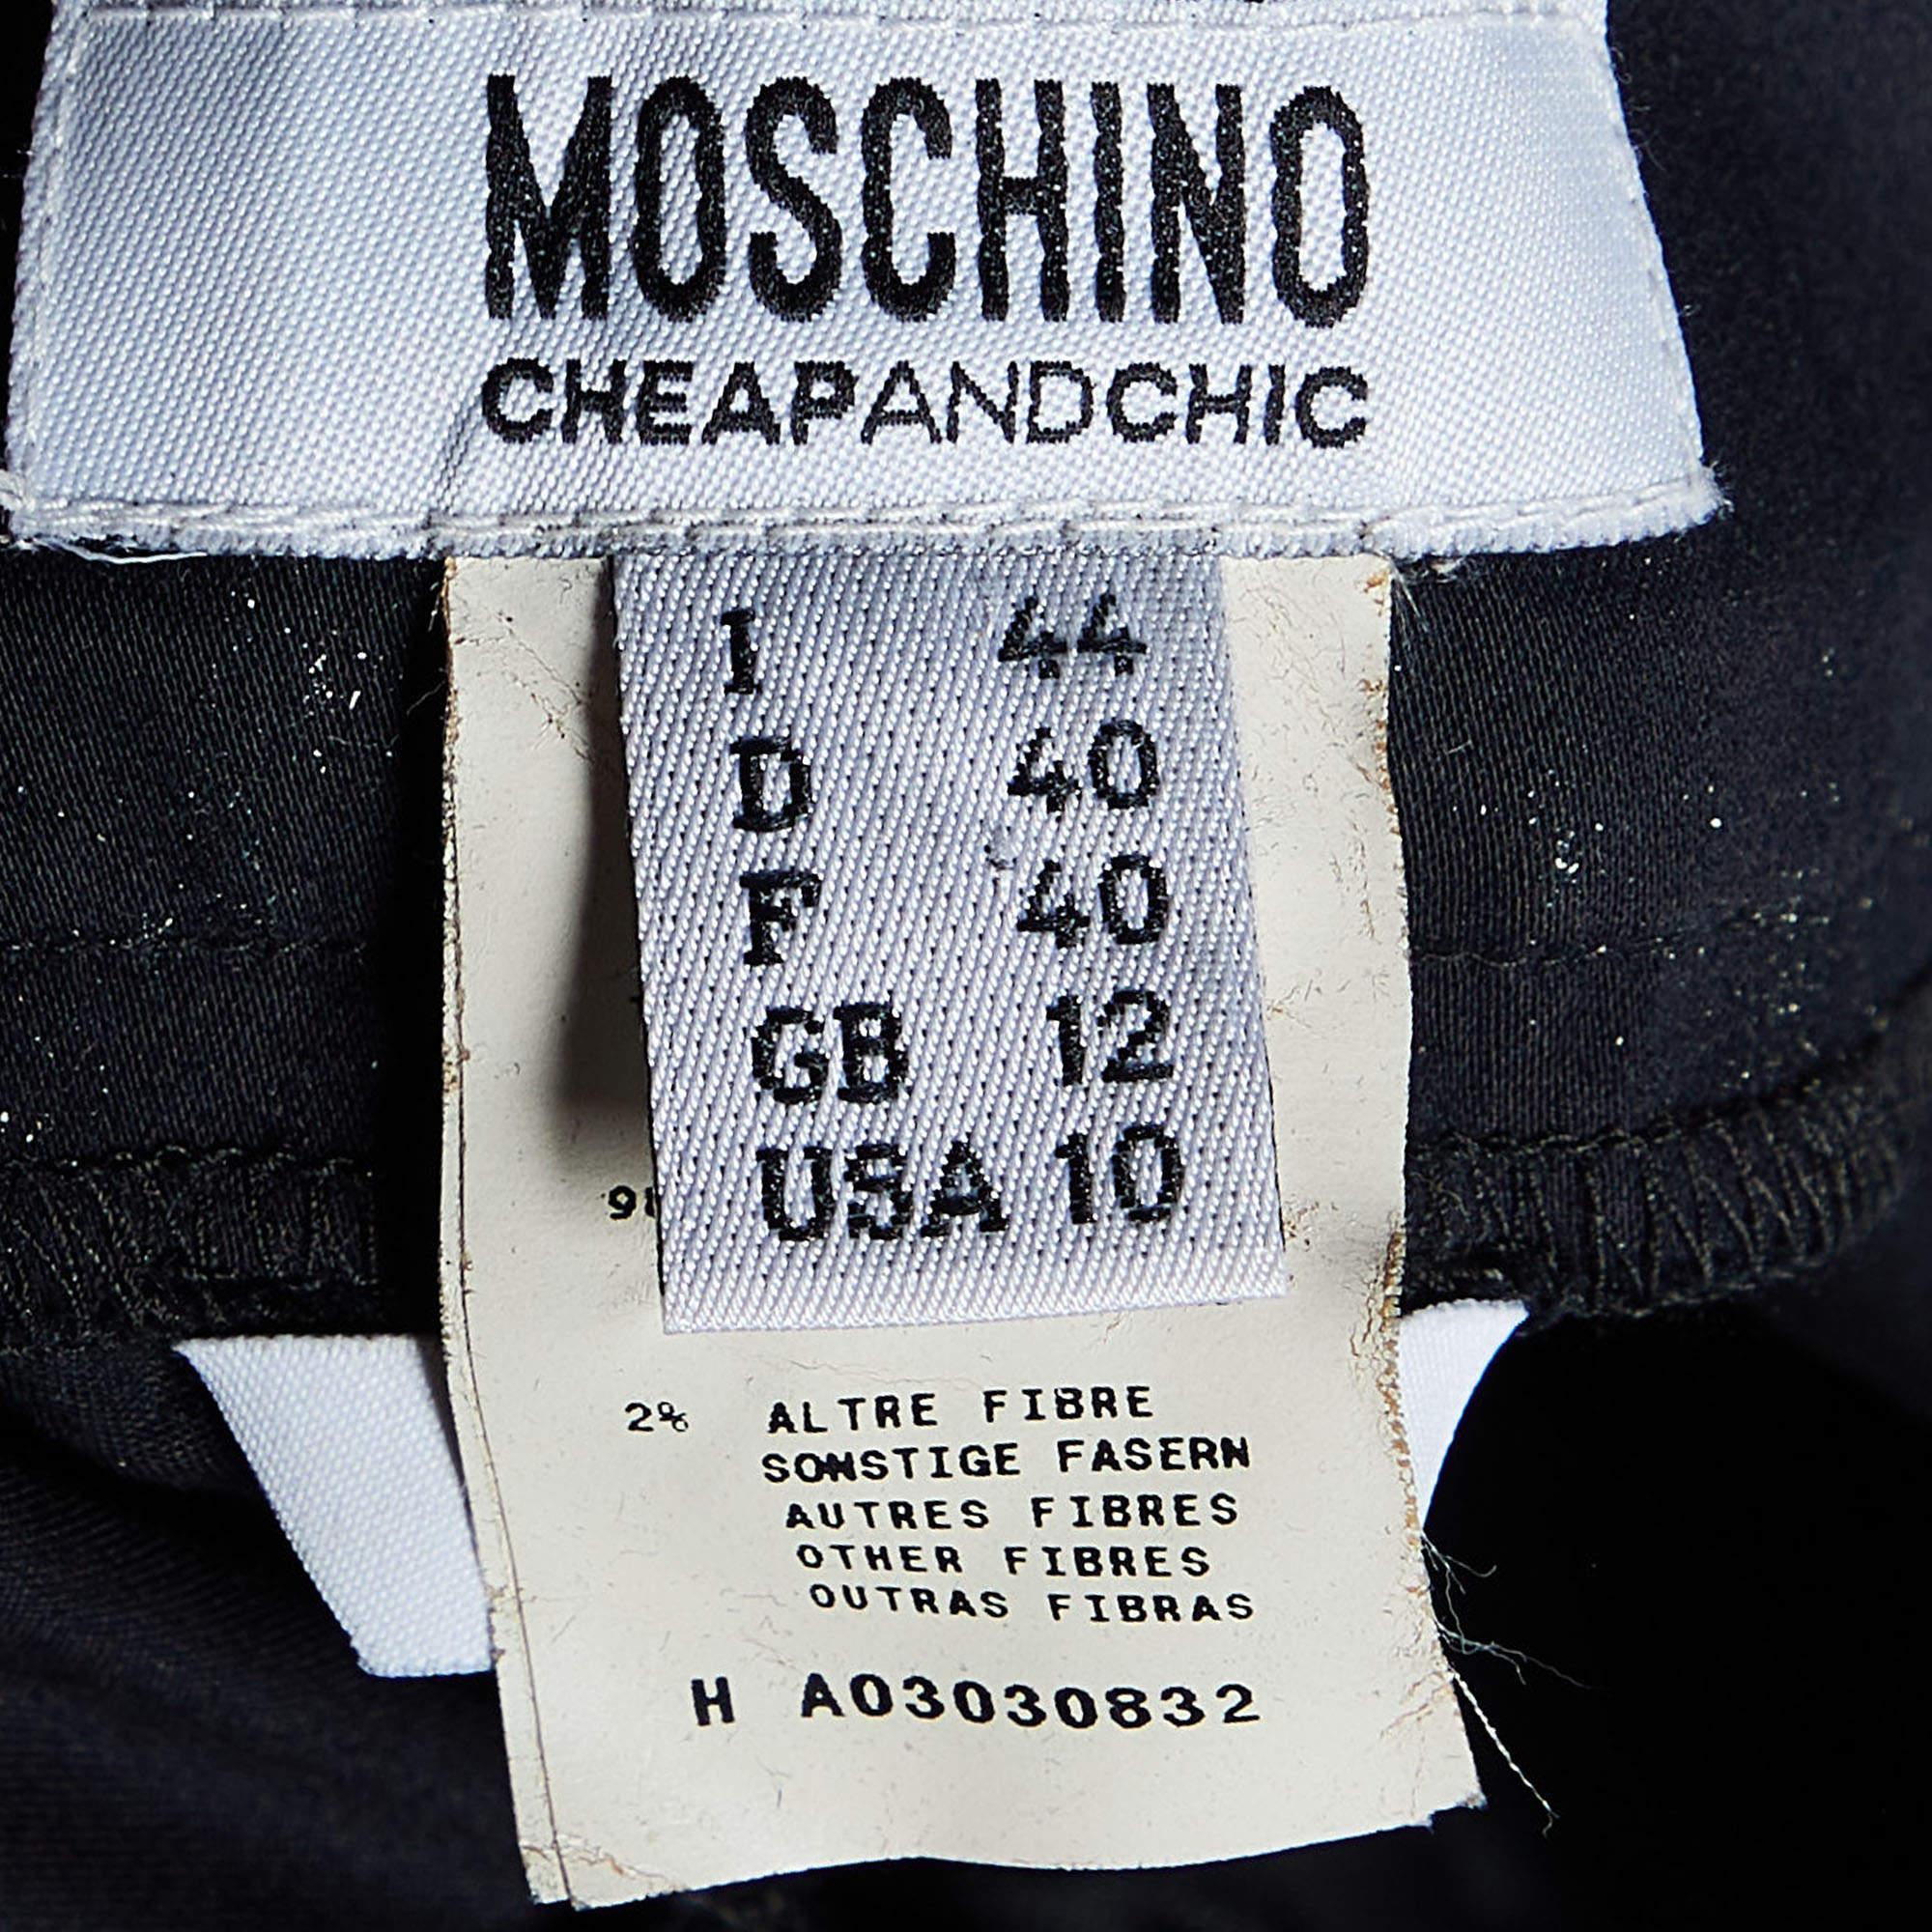 MOSCHINO
CHEAPANDCHIC
I 44
D 40
F 40
GB 12
USA 10
2% ALTRE FIBRE
SONSTIGE FASERN
AUTRES FIBRES
OTHER FIBRES
OUTRAS FIBRAS
H A03030832